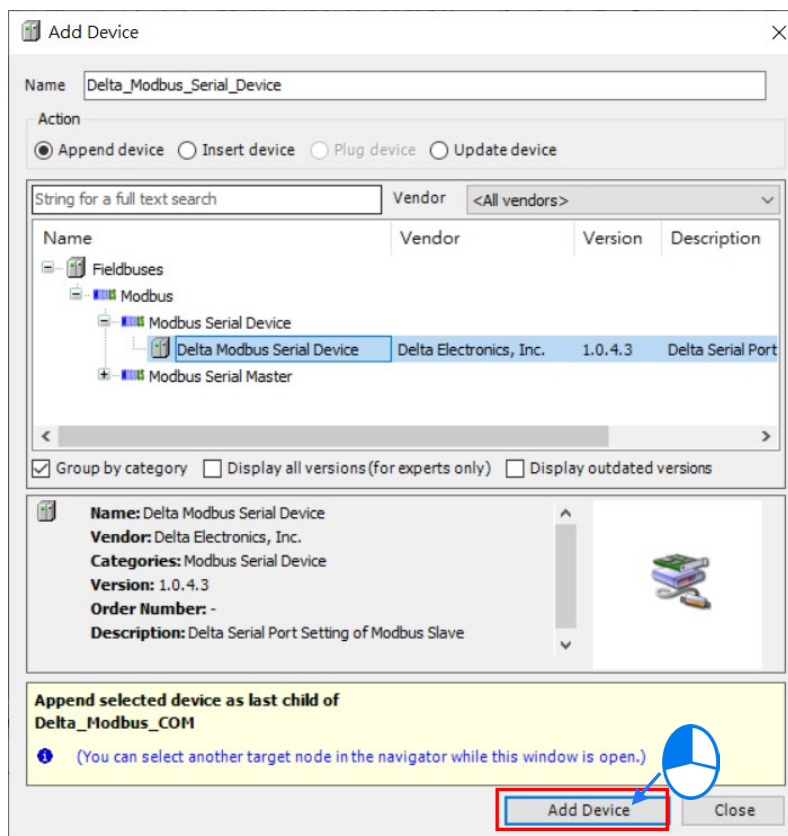 Add Device
Name Delta_Modbus_Serial_Device
Action
Append device Insert device Plug device Update device
String for a full text search Vendor <All vendors>
Name Vendor Version Description
Fieldbuses
Modbus
Modbus Serial Device
Delta Modbus Serial Device Delta Electronics, Inc. 1.0.4.3 Delta Serial Port
Modbus Serial Master
Group by category Display all versions (for experts only) Display outdated versions
Name: Delta Modbus Serial Device
Vendor: Delta Electronics, Inc.
Categories: Modbus Serial Device
Version: 1.0.4.3
Order Number: -
Description: Delta Serial Port Setting of Modbus Slave
Append selected device as last child of
Delta_Modbus_COM
(You can select another target node in the navigator while this window is open.)
Add Device Close